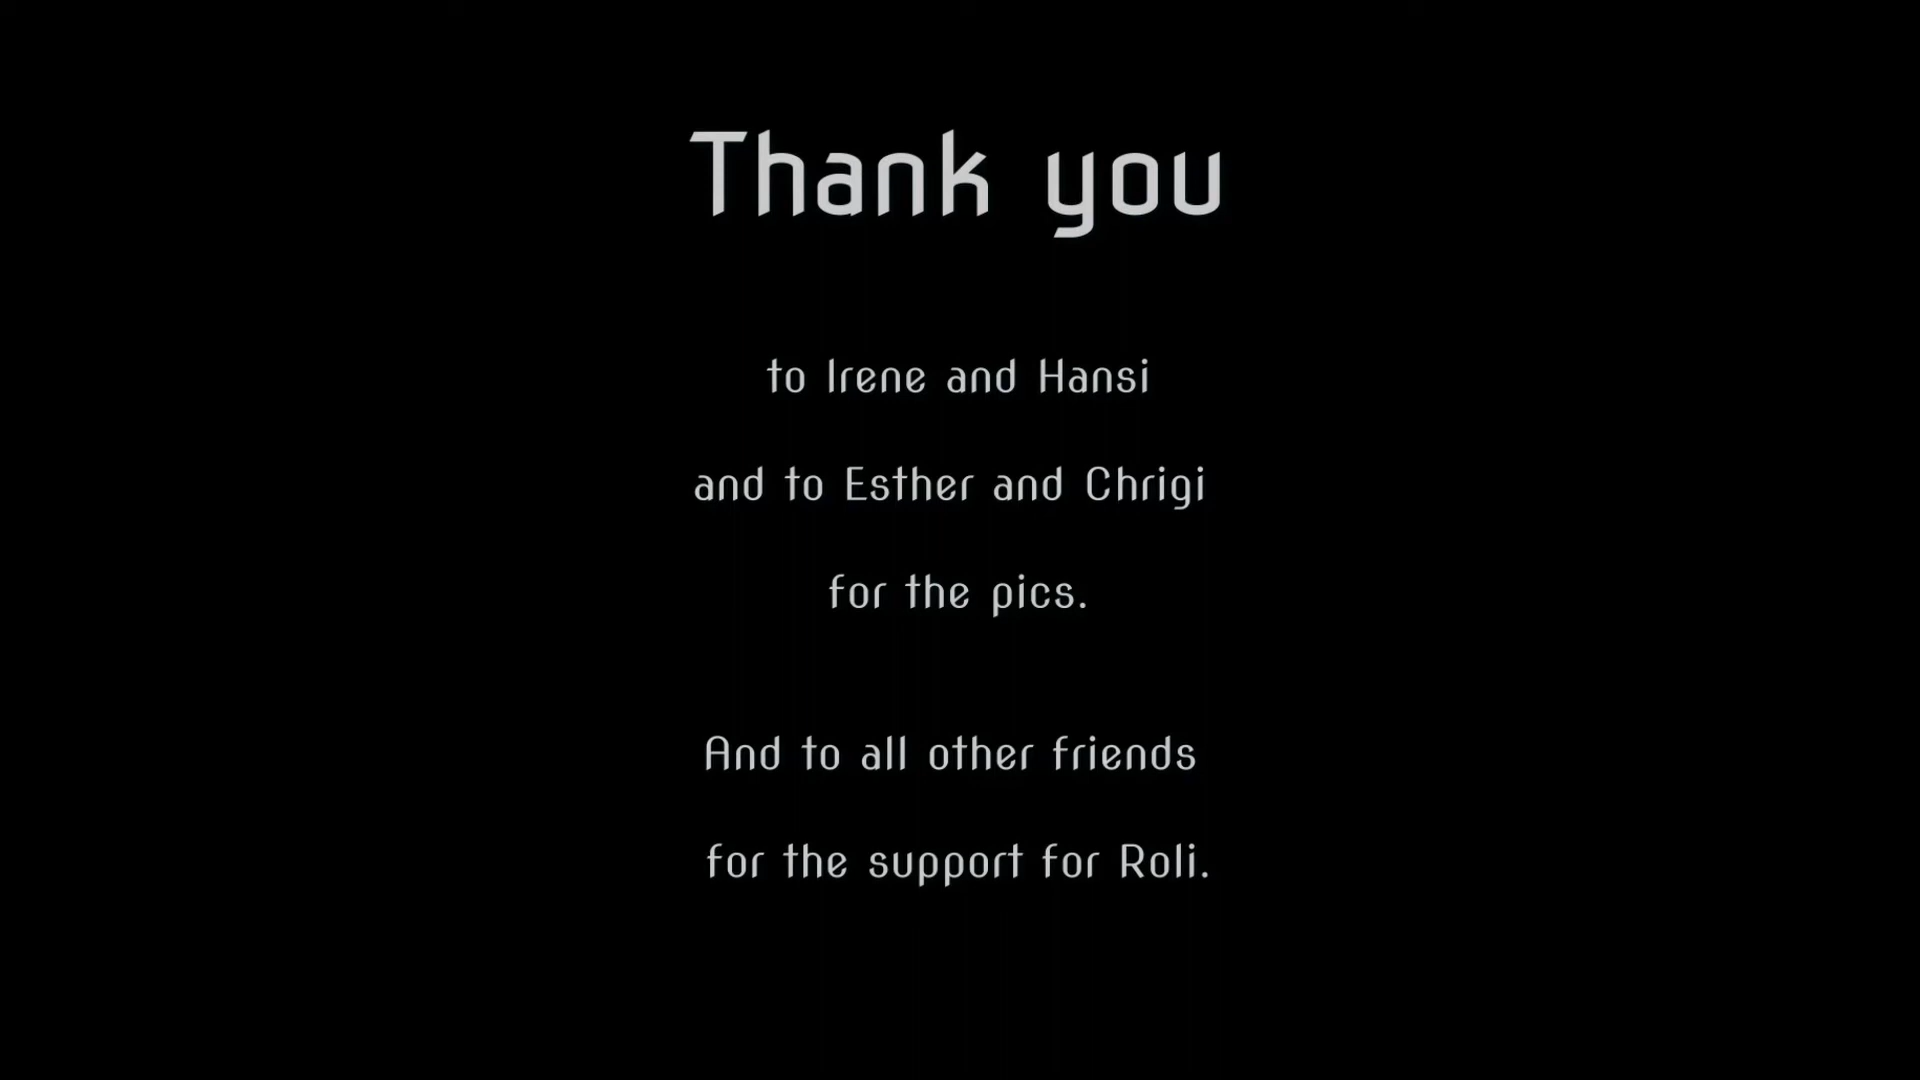 Thank you
to Irene and Hansi
and to Esther and Chrigi
for the pics.
And to all other friends
for the support for Roli.